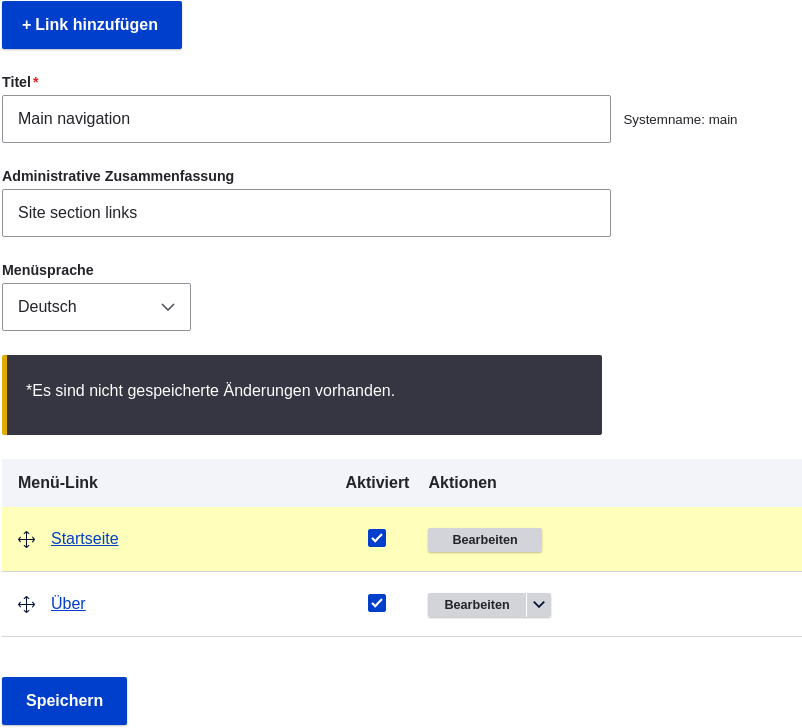 + Link hinzufügen
Titel*
Main navigation
Systemname: main
Administrative Zusammenfassung
Site section links
Menüsprache
Deutsch
*Es sind nicht gespeicherte Änderungen vorhanden.
Menü-Link Aktiviert Aktionen
Startseite Bearbeiten
Über Bearbeiten
Speichern